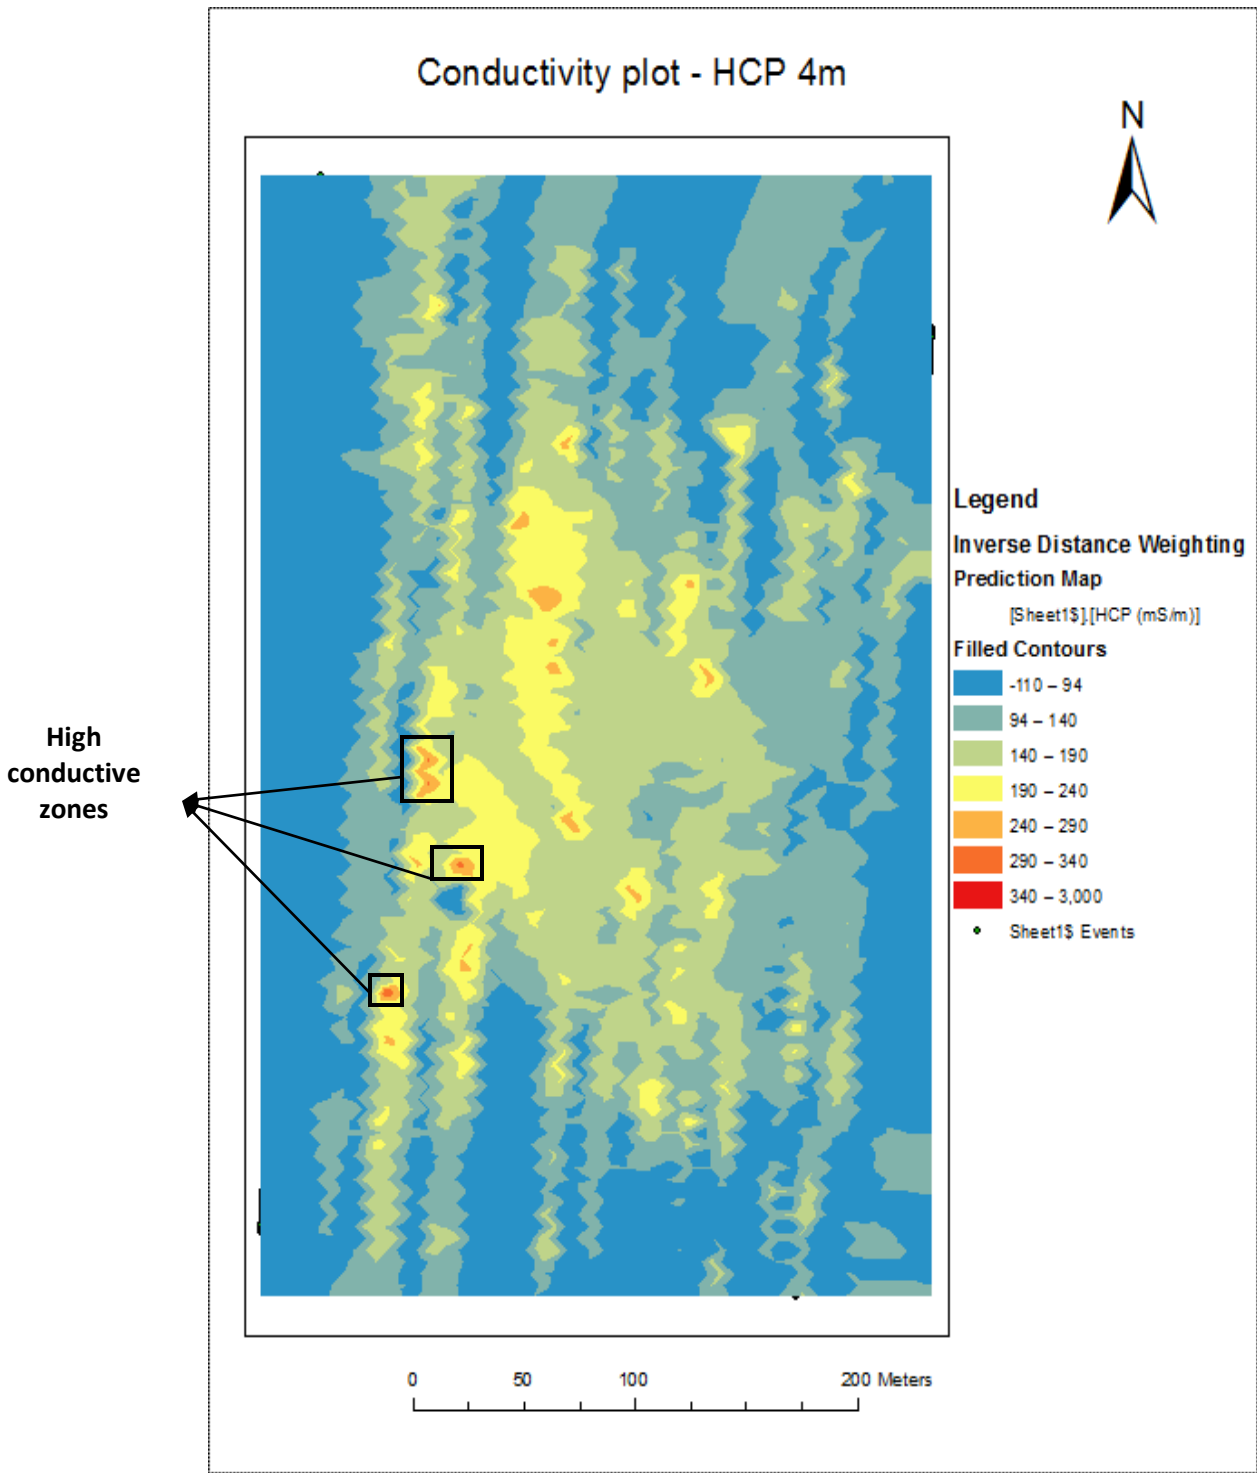 Conductivity plot - HCP 4m
N
High
conductive
zones
Legend
Inverse Distance Weighting
Prediction Map
[Sheet1$].[HCP (mS/m)]
Filled Contours
-110 – 94
94 – 140
140 – 190
190 – 240
240 – 290
290 – 340
340 – 3,000
Sheet1$ Events
0 50 100 200 Meters